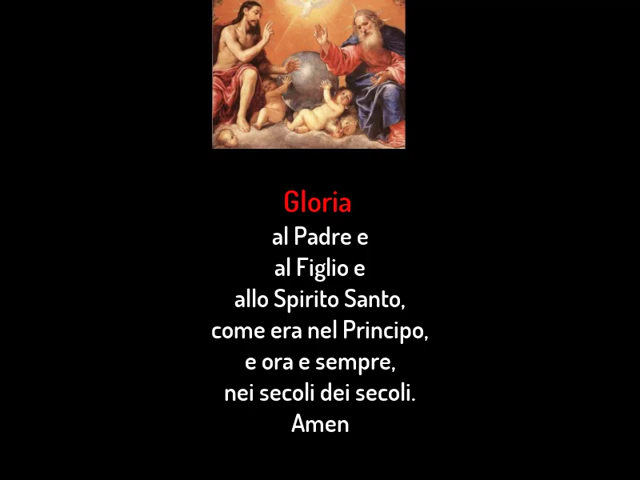 Gloria
al Padre e
al Figlio e
allo Spirito Santo,
come era nel Principo,
e ora e sempre,
nei secoli dei secoli.
Amen